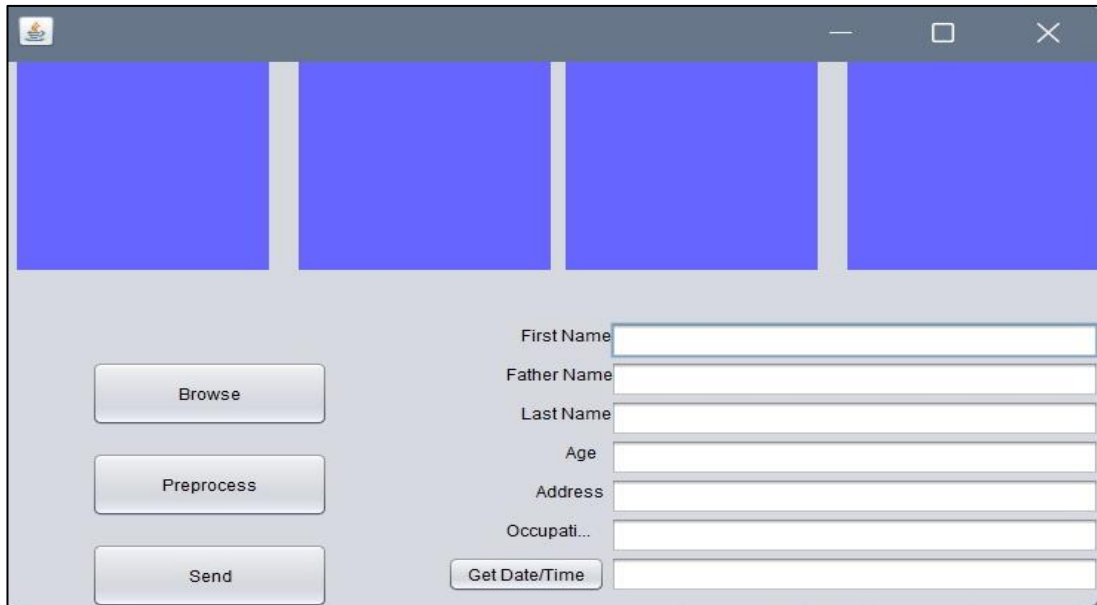 First Name
Father Name
Browse
Last Name
Age
Preprocess
Address
Occupati...
Send
Get Date/Time